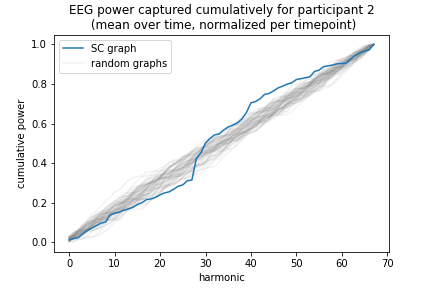 EEG power captured cumulatively for participant 2
(mean over time, normalized per timepoint)
SC graph
random graphs
cumulative power
1.0
0.8
0.6
0.4
0.2
0.0
0 10 20 30 40 50 60 70
harmonic